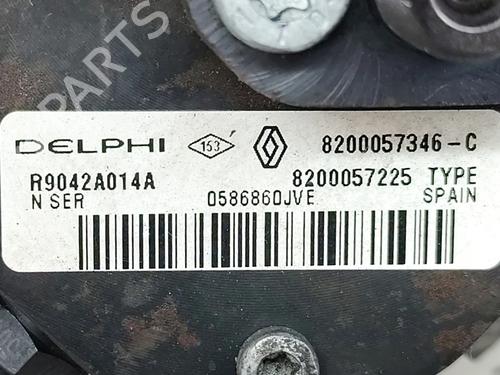 PARTS
DELPHI 153 8200057346-C
R9042A014A 8200057225 TYPE
N SER 0586860JVE SPAIN